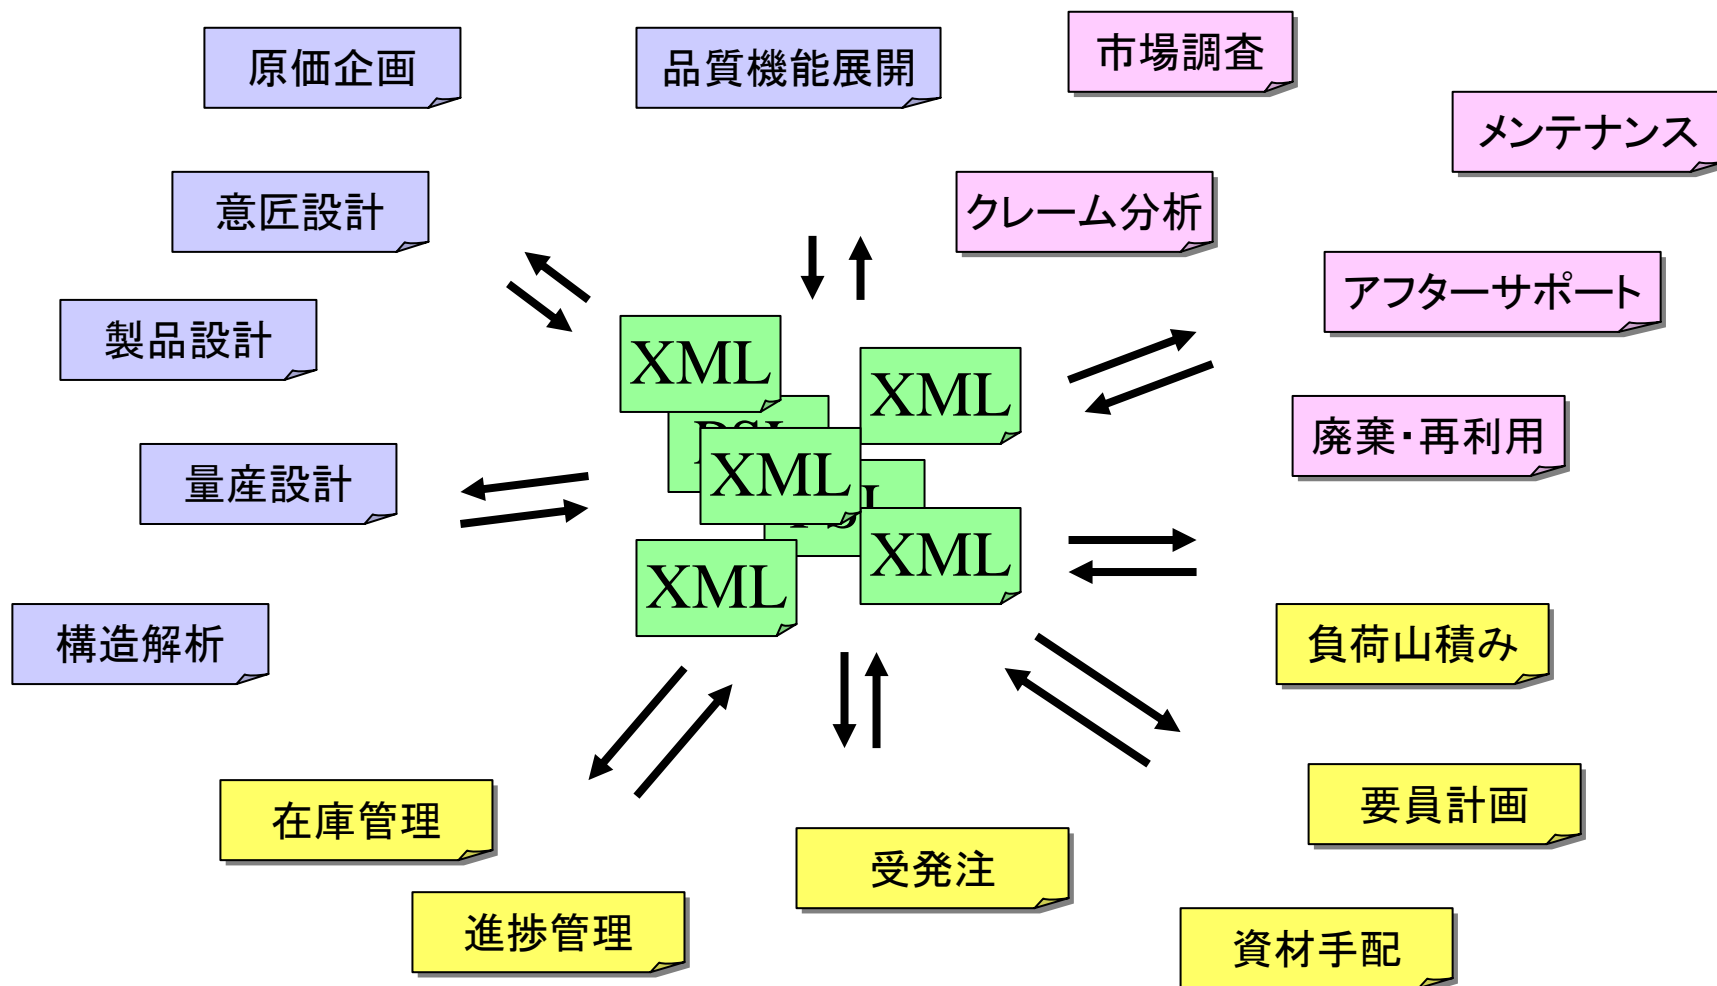 原価企画
品質機能展開
市場調査
メンテナンス
意匠設計
クレーム分析
アフターサポート
製品設計
XML
XML
廃棄・再利用
量産設計
XML
XML
XML
構造解析
負荷山積み
在庫管理
要員計画
受発注
進捗管理
資材手配